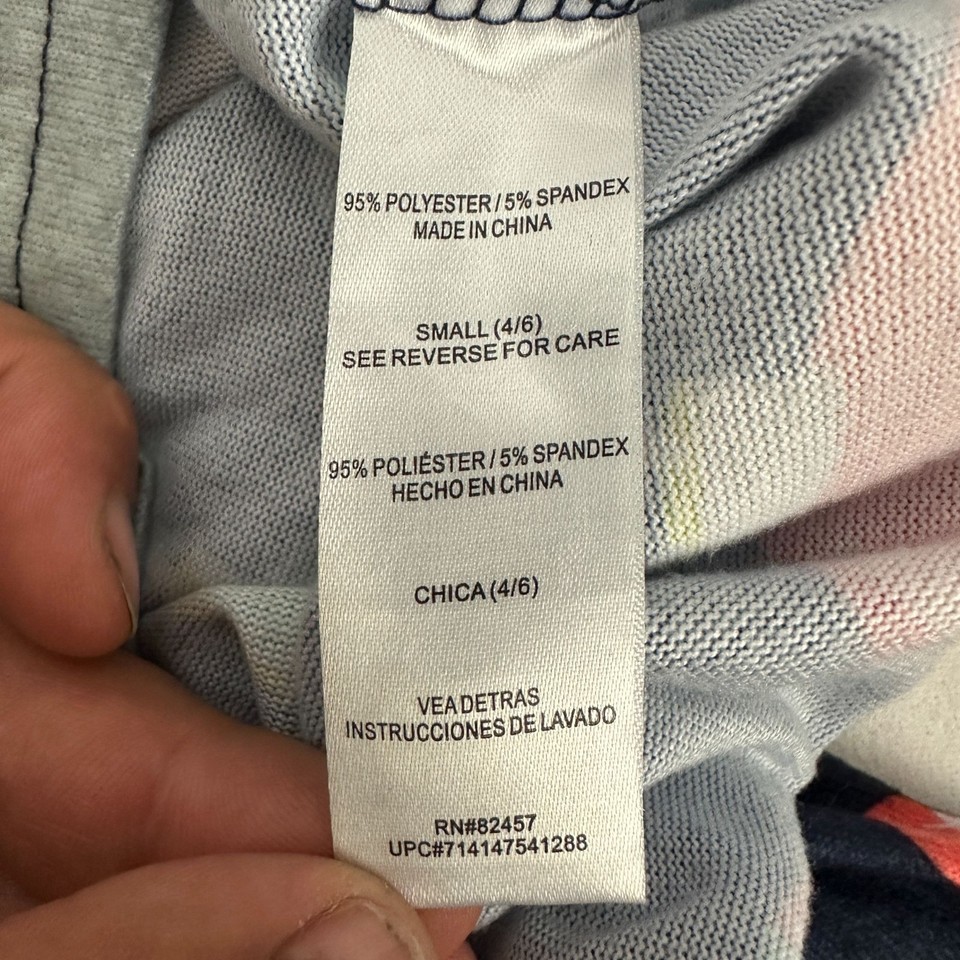 95% POLYESTER / 5% SPANDEX
MADE IN CHINA
SMALL (4/6)
SEE REVERSE FOR CARE
95% POLIÉSTER / 5% SPANDEX
HECHO EN CHINA
CHICA (4/6)
VEA DETRAS
INSTRUCCIONES DE LAVADO
RN#82457
UPC#714147541288